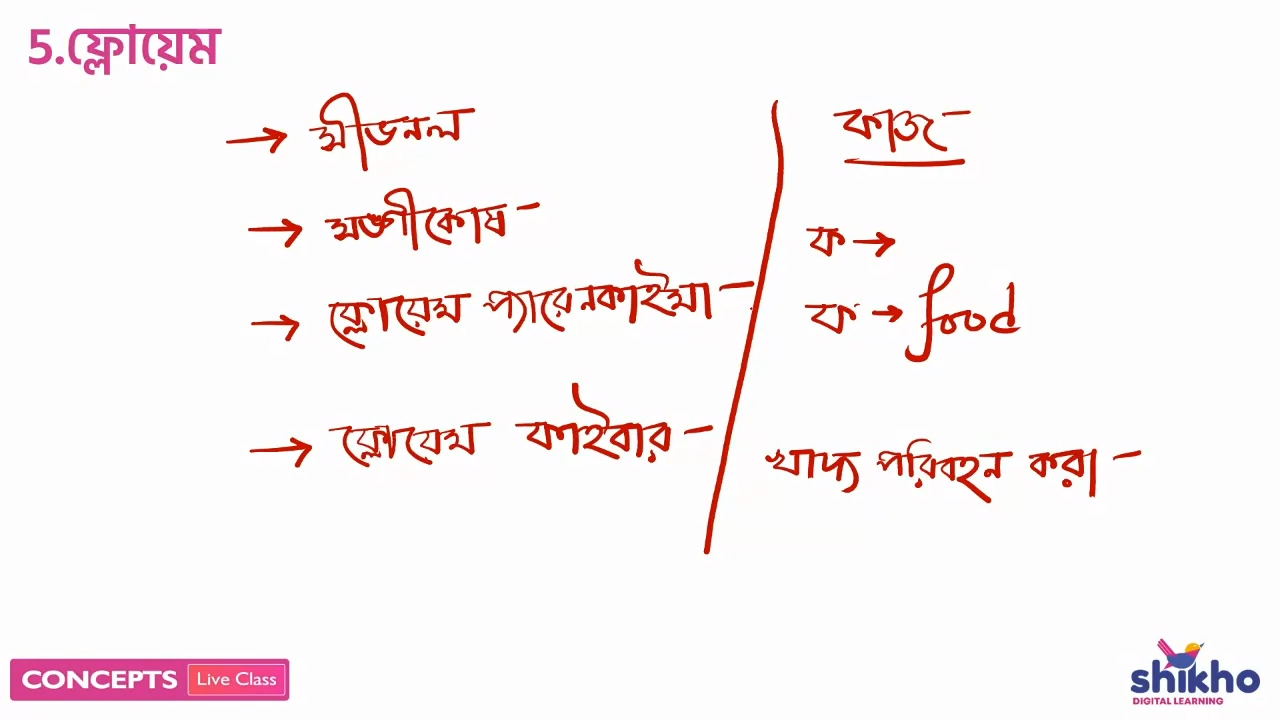 5.ফ্লোয়েম
→ সীভনল
→ সঙ্গীকোষ -
→ ফ্লোয়েম প্যারেনকাইমা -
→ ফ্লোয়েম ফাইবার -
কাজ -
ফ →
ফ → food
খাদ্য পরিবহন করা -
CONCEPTS Live Class
shikho
DIGITAL LEARNING